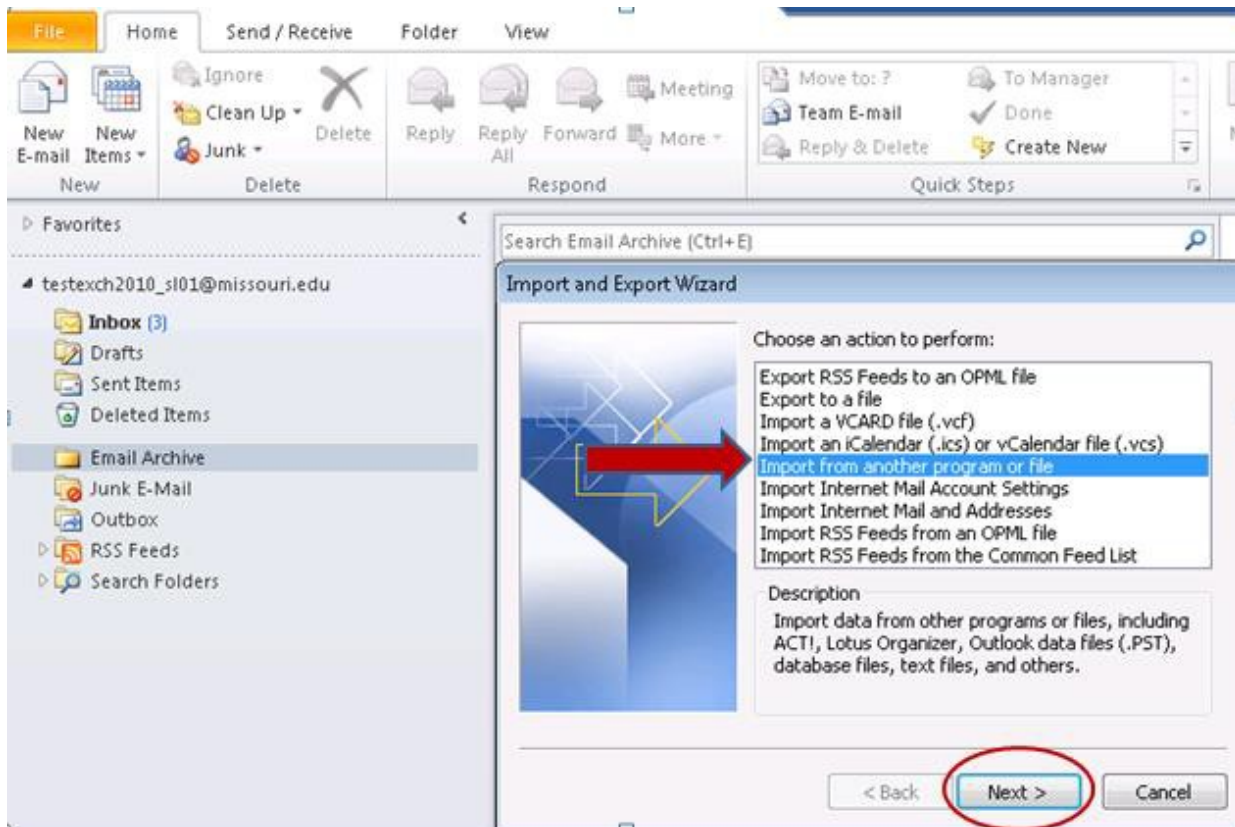 File Home Send / Receive Folder View
Ignore
Clean Up
Junk
Delete
New E-mail
New Items
Reply
Reply All
Forward
Meeting
More
Move to: ?
Team E-mail
Reply & Delete
To Manager
Done
Create New
New Delete Respond Quick Steps
Favorites
testexch2010_sl01@missouri.edu
Inbox (3)
Drafts
Sent Items
Deleted Items
Email Archive
Junk E-Mail
Outbox
RSS Feeds
Search Folders
Search Email Archive (Ctrl+E)
Import and Export Wizard
Choose an action to perform:
Export RSS Feeds to an OPML file
Export to a file
Import a VCARD file (.vcf)
Import an iCalendar (.ics) or vCalendar file (.vcs)
Import from another program or file
Import Internet Mail Account Settings
Import Internet Mail and Addresses
Import RSS Feeds from an OPML file
Import RSS Feeds from the Common Feed List
Description
Import data from other programs or files, including
ACT!, Lotus Organizer, Outlook data files (.PST),
database files, text files, and others.
< Back Next > Cancel